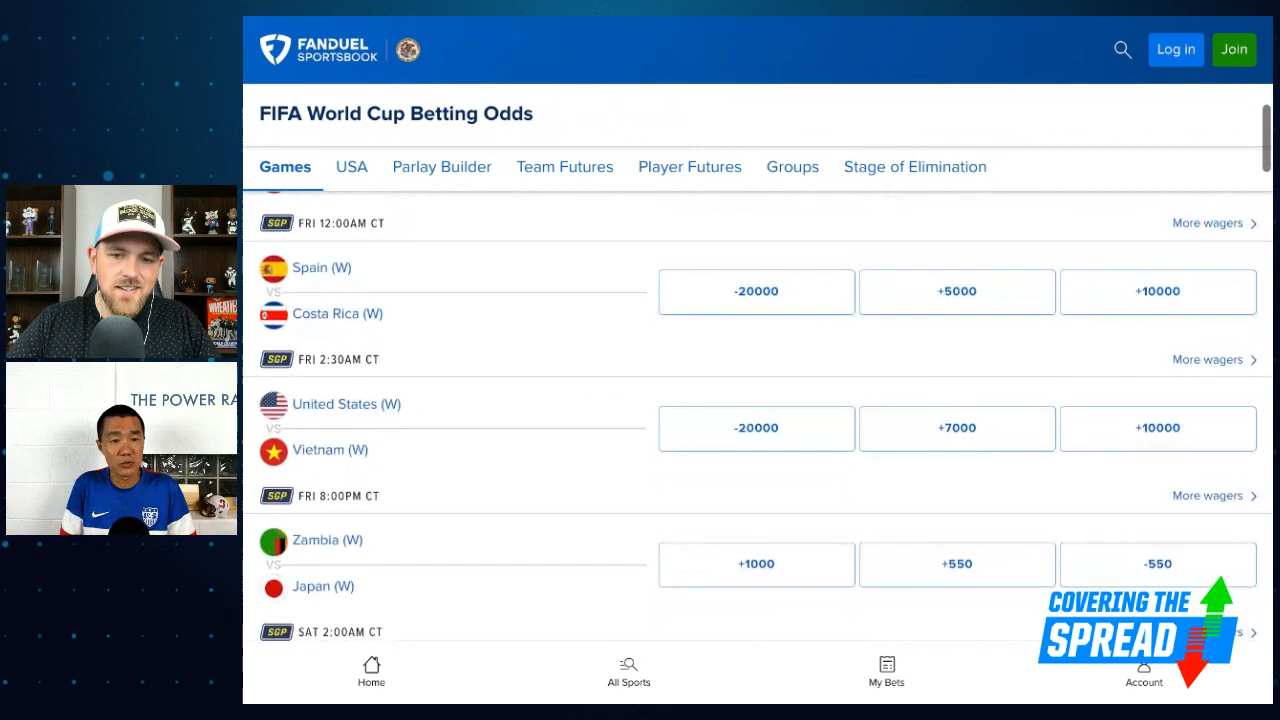 FANDUEL
SPORTSBOOK
Log in
Join
FIFA World Cup Betting Odds
Games
USA
Parlay Builder
Team Futures
Player Futures
Groups
Stage of Elimination
SGP FRI 12:00AM CT
More wagers
Spain (W)
VS
Costa Rica (W)
-20000
+5000
+10000
SGP FRI 2:30AM CT
More wagers
United States (W)
VS
Vietnam (W)
-20000
+7000
+10000
SGP FRI 8:00PM CT
More wagers
Zambia (W)
VS
Japan (W)
+1000
+550
-550
SGP SAT 2:00AM CT
Home
All Sports
My Bets
Account
COVERING THE
SPREAD
WHEATIES
THE POWER RA